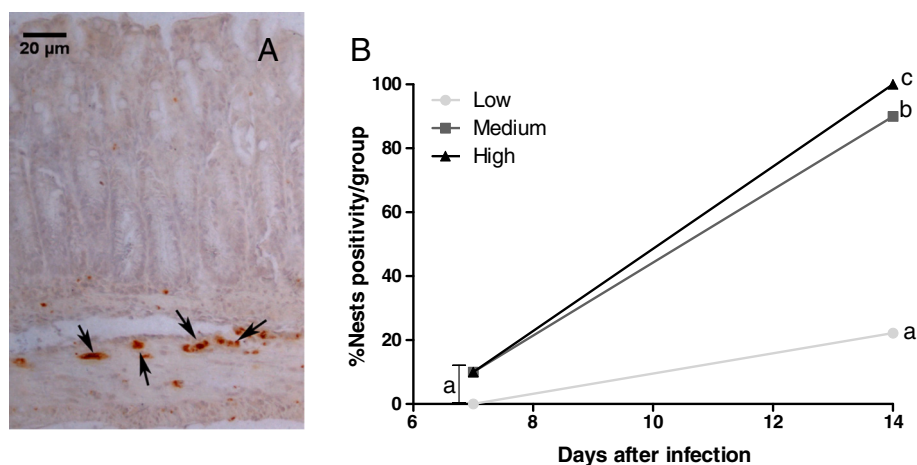 A
20 µm
B
%Nests positivity/group
100
80
60
40
20
0
Low
Medium
High
a
c
b
a
6
8
10
12
14
Days after infection